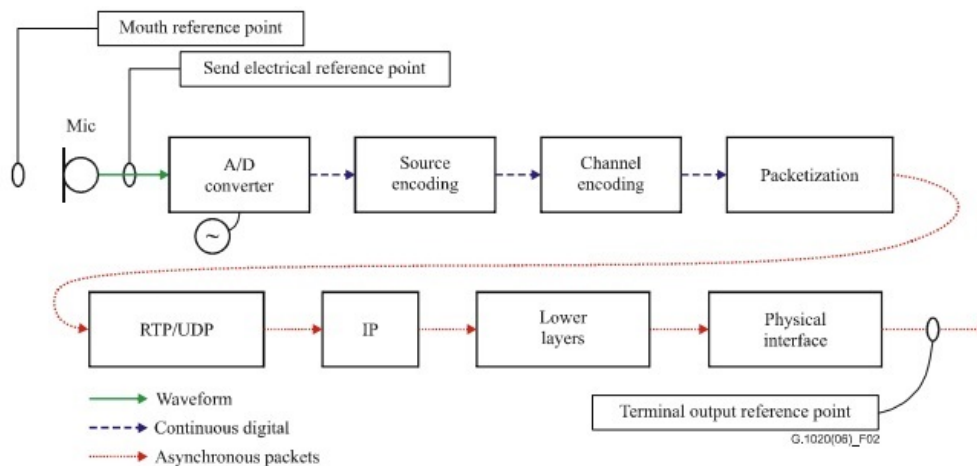 Mouth reference point
Send electrical reference point
Mic
A/D
converter
Source
encoding
Channel
encoding
Packetization
~
RTP/UDP
IP
Lower
layers
Physical
interface
Waveform
Continuous digital
Asynchronous packets
Terminal output reference point
G.1020(06)_F02